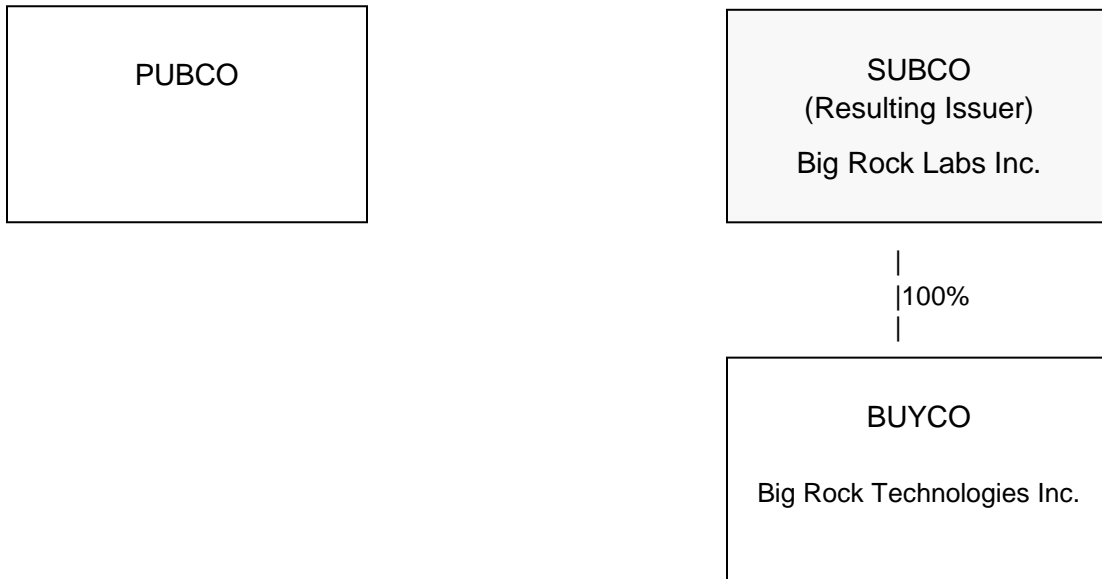 PUBCO
SUBCO
(Resulting Issuer)
Big Rock Labs Inc.
|
|100%
|
BUYCO
Big Rock Technologies Inc.